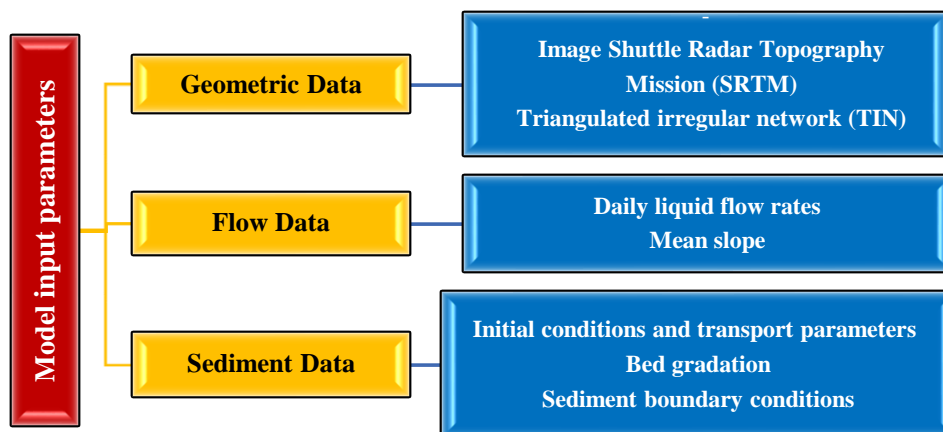 Model input parameters
Geometric Data
-
Image Shuttle Radar Topography
Mission (SRTM)
Triangulated irregular network (TIN)
Flow Data
Daily liquid flow rates
Mean slope
Sediment Data
Initial conditions and transport parameters
Bed gradation
Sediment boundary conditions